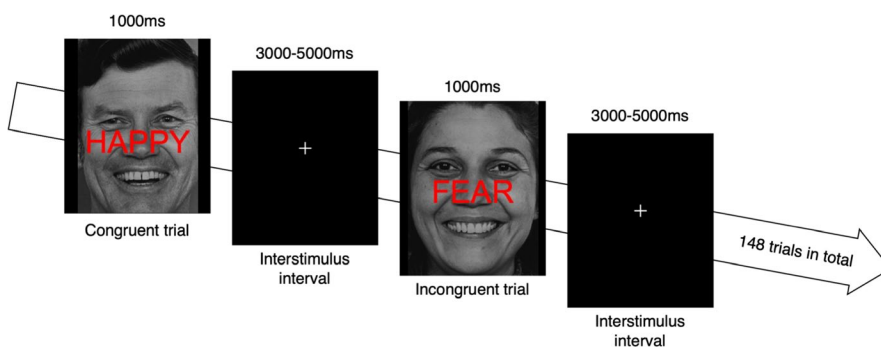 1000ms
HAPPY
Congruent trial
3000-5000ms
Interstimulus
interval
1000ms
FEAR
Incongruent trial
3000-5000ms
Interstimulus
interval
148 trials in total